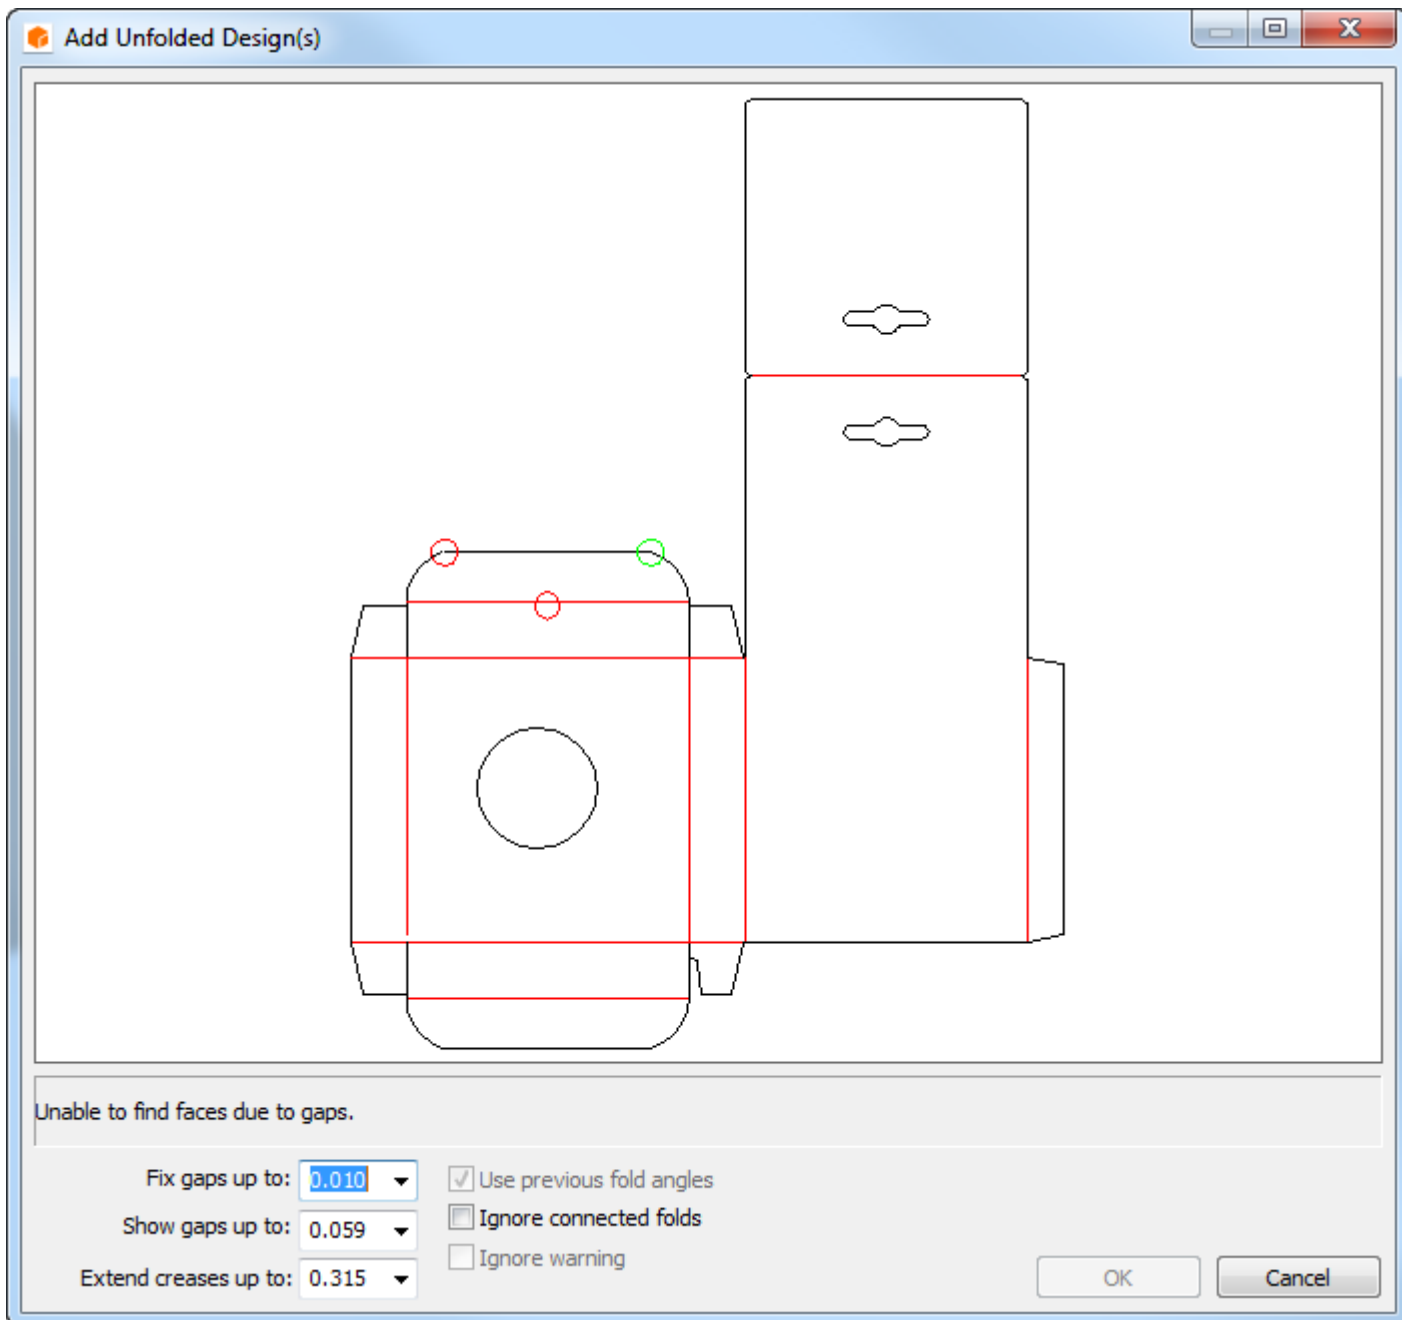 Add Unfolded Design(s)
Unable to find faces due to gaps.
Fix gaps up to: 0.010
Use previous fold angles
Show gaps up to: 0.059
Ignore connected folds
Extend creases up to: 0.315
Ignore warning
OK
Cancel